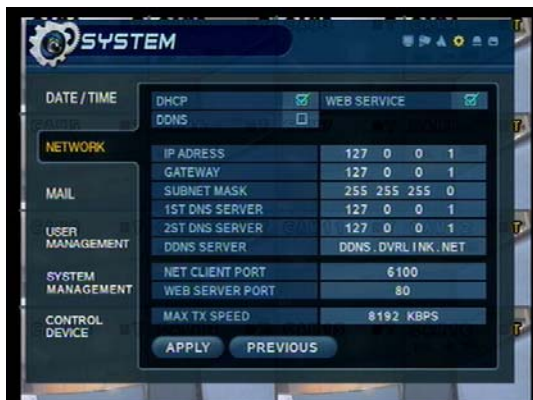 SYSTEM
DATE / TIME
NETWORK
MAIL
USER
MANAGEMENT
SYSTEM
MANAGEMENT
CONTROL
DEVICE
DHCP
WEB SERVICE
DDNS
IP ADRESS 127 0 0 1
GATEWAY 127 0 0 1
SUBNET MASK 255 255 255 0
1ST DNS SERVER 127 0 0 1
2ST DNS SERVER 127 0 0 1
DDNS SERVER DDNS.DVRLINK.NET
NET CLIENT PORT 6100
WEB SERVER PORT 80
MAX TX SPEED 8192 KBPS
APPLY PREVIOUS